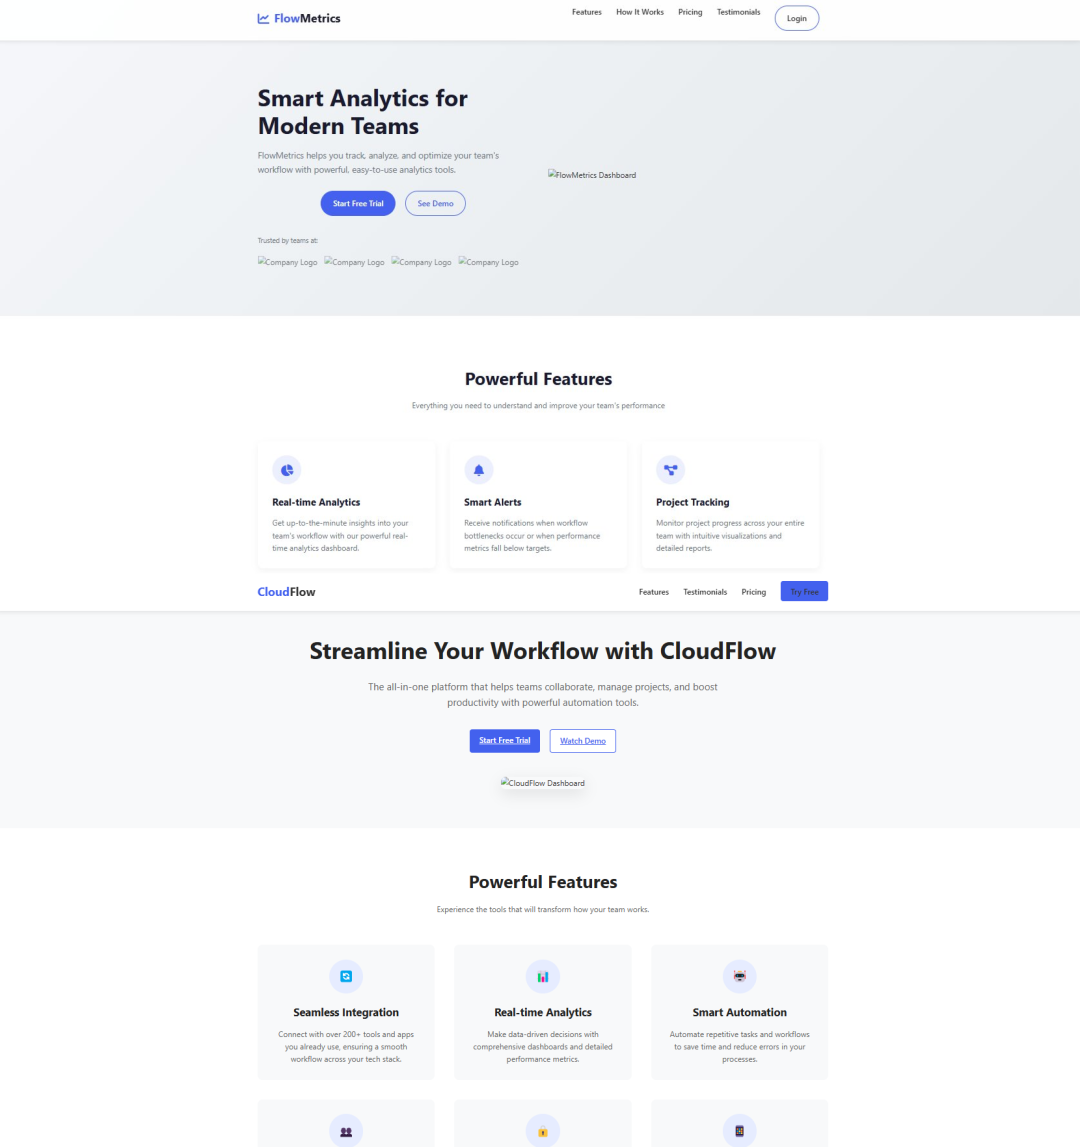 FlowMetrics
Features How It Works Pricing Testimonials Login
Smart Analytics for
Modern Teams
FlowMetrics helps you track, analyze, and optimize your team's
workflow with powerful, easy-to-use analytics tools.
Start Free Trial See Demo
Trusted by teams at:
Company Logo Company Logo Company Logo Company Logo
FlowMetrics Dashboard
Powerful Features
Everything you need to understand and improve your team's performance
Real-time Analytics
Get up-to-the-minute insights into your
team's workflow with our powerful real-
time analytics dashboard.
Smart Alerts
Receive notifications when workflow
bottlenecks occur or when performance
metrics fall below targets.
Project Tracking
Monitor project progress across your entire
team with intuitive visualizations and
detailed reports.
CloudFlow
Features Testimonials Pricing Try Free
Streamline Your Workflow with CloudFlow
The all-in-one platform that helps teams collaborate, manage projects, and boost
productivity with powerful automation tools.
Start Free Trial Watch Demo
CloudFlow Dashboard
Powerful Features
Experience the tools that will transform how your team works.
Seamless Integration
Connect with over 200+ tools and apps
you already use, ensuring a smooth
workflow across your tech stack.
Real-time Analytics
Make data-driven decisions with
comprehensive dashboards and detailed
performance metrics.
Smart Automation
Automate repetitive tasks and workflows
to save time and reduce errors in your
processes.